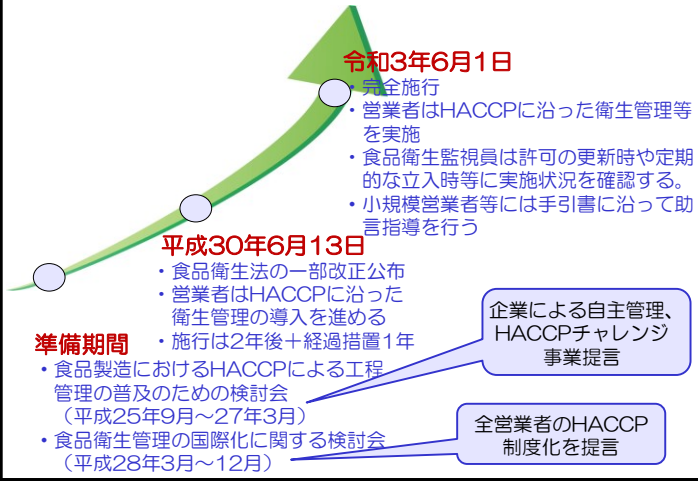 令和3年6月1日
・完全施行
・営業者はHACCPに沿った衛生管理等
を実施
・食品衛生監視員は許可の更新時や定期
的な立入時等に実施状況を確認する。
・小規模営業者等には手引書に沿って助
言指導を行う
平成30年6月13日
・食品衛生法の一部改正公布
・営業者はHACCPに沿った
衛生管理の導入を進める
・施行は2年後＋経過措置1年
準備期間
・食品製造におけるHACCPによる工程
管理の普及のための検討会
（平成25年9月～27年3月）
・食品衛生管理の国際化に関する検討会
（平成28年3月～12月）
企業による自主管理、
HACCPチャレンジ
事業提言
全営業者のHACCP
制度化を提言